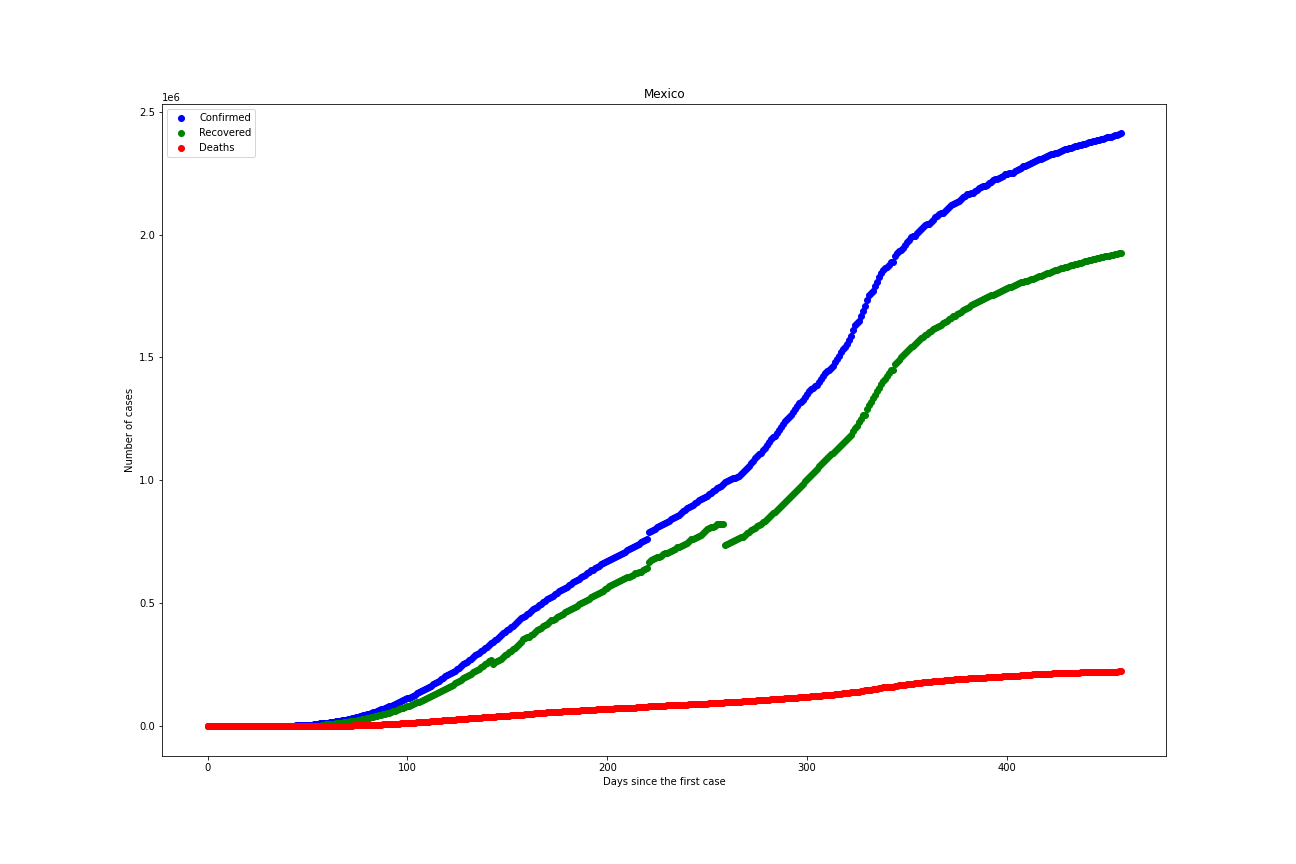 Mexico
1e6
Confirmed
Recovered
Deaths
2.5
2.0
1.5
1.0
0.5
0.0
Number of cases
0 100 200 300 400
Days since the first case